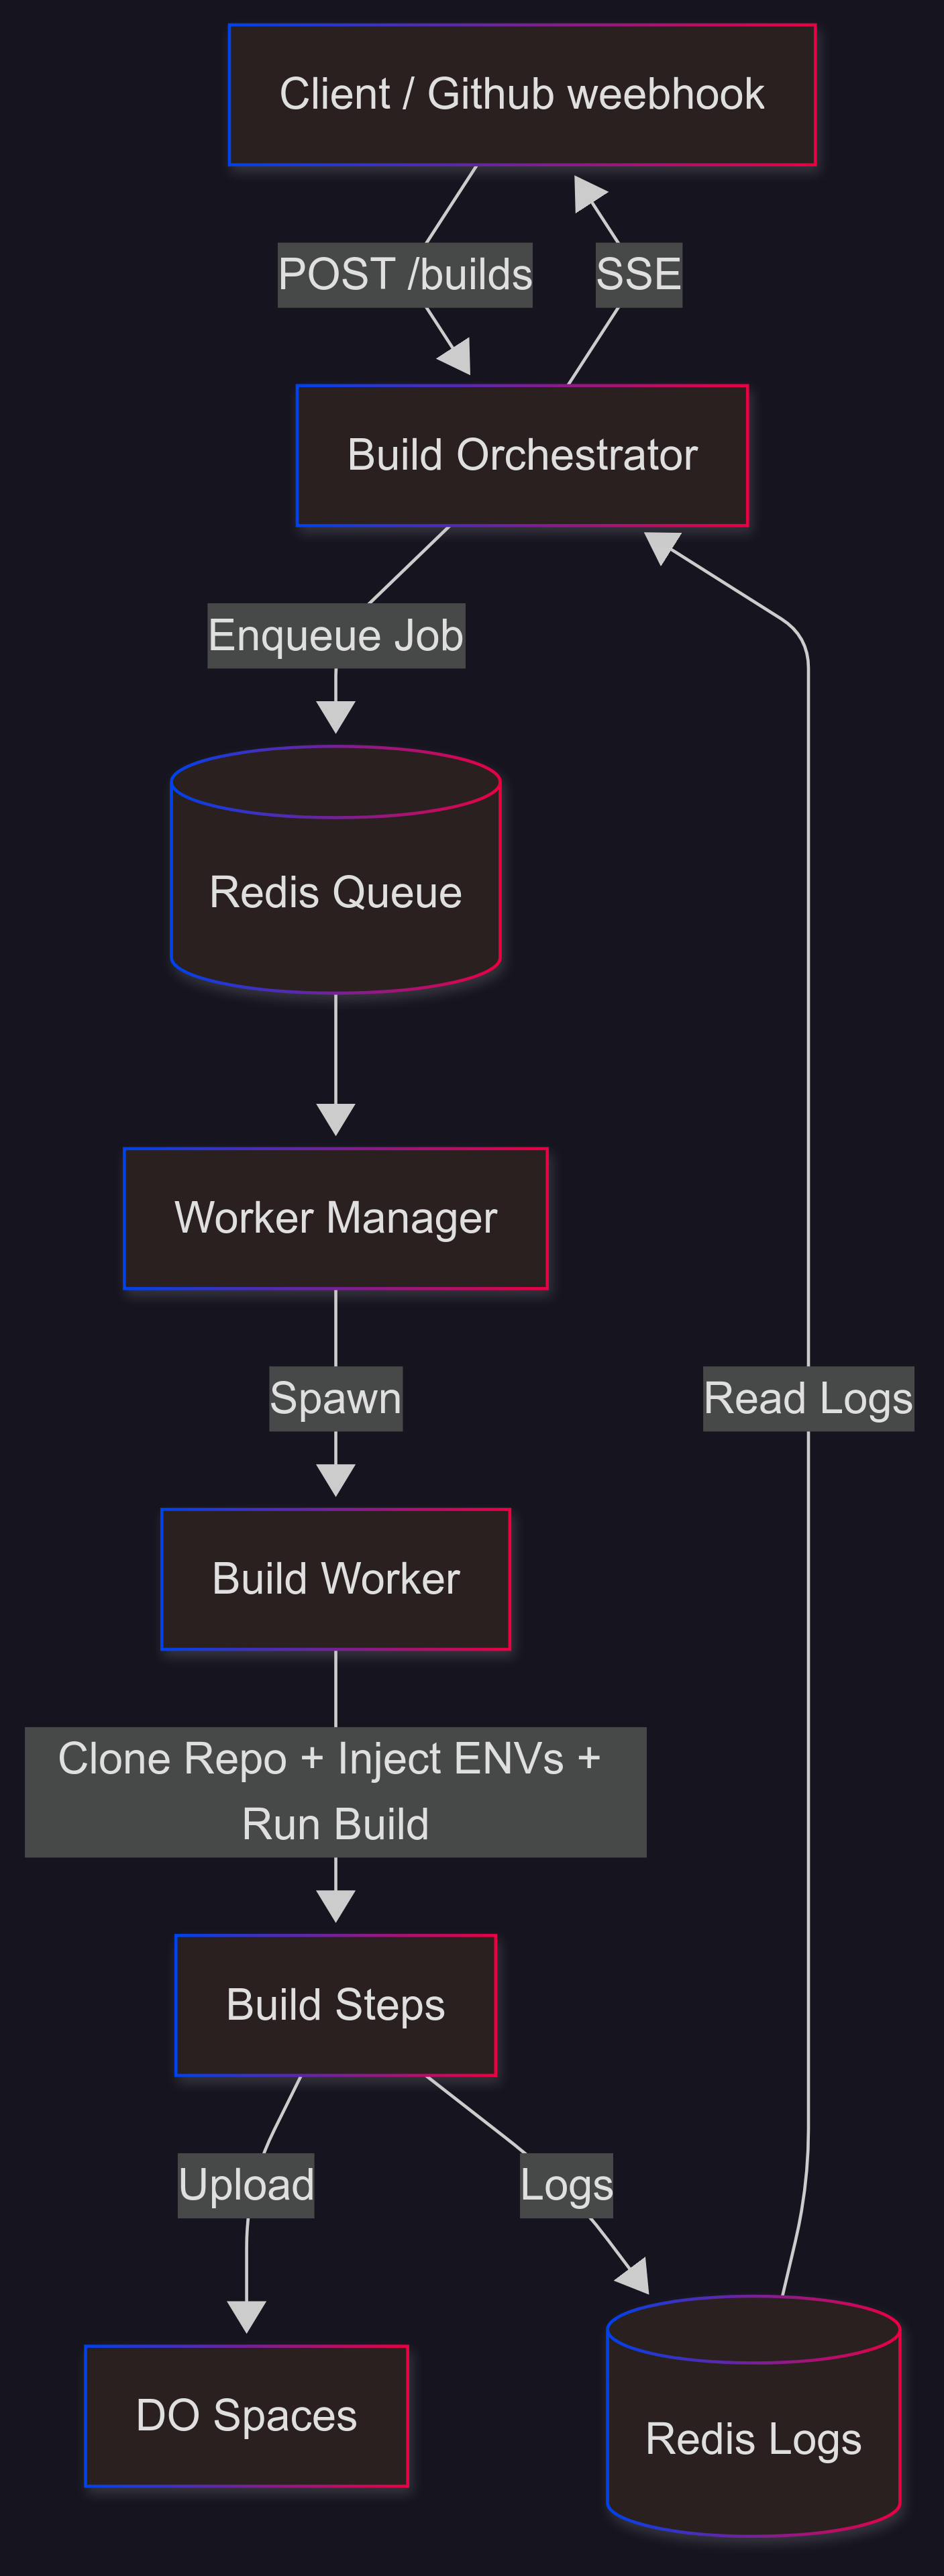 Client / Github weebhook
POST /builds
SSE
Build Orchestrator
Enqueue Job
Redis Queue
Worker Manager
Spawn
Read Logs
Build Worker
Clone Repo + Inject ENVs +
Run Build
Build Steps
Upload
Logs
DO Spaces
Redis Logs